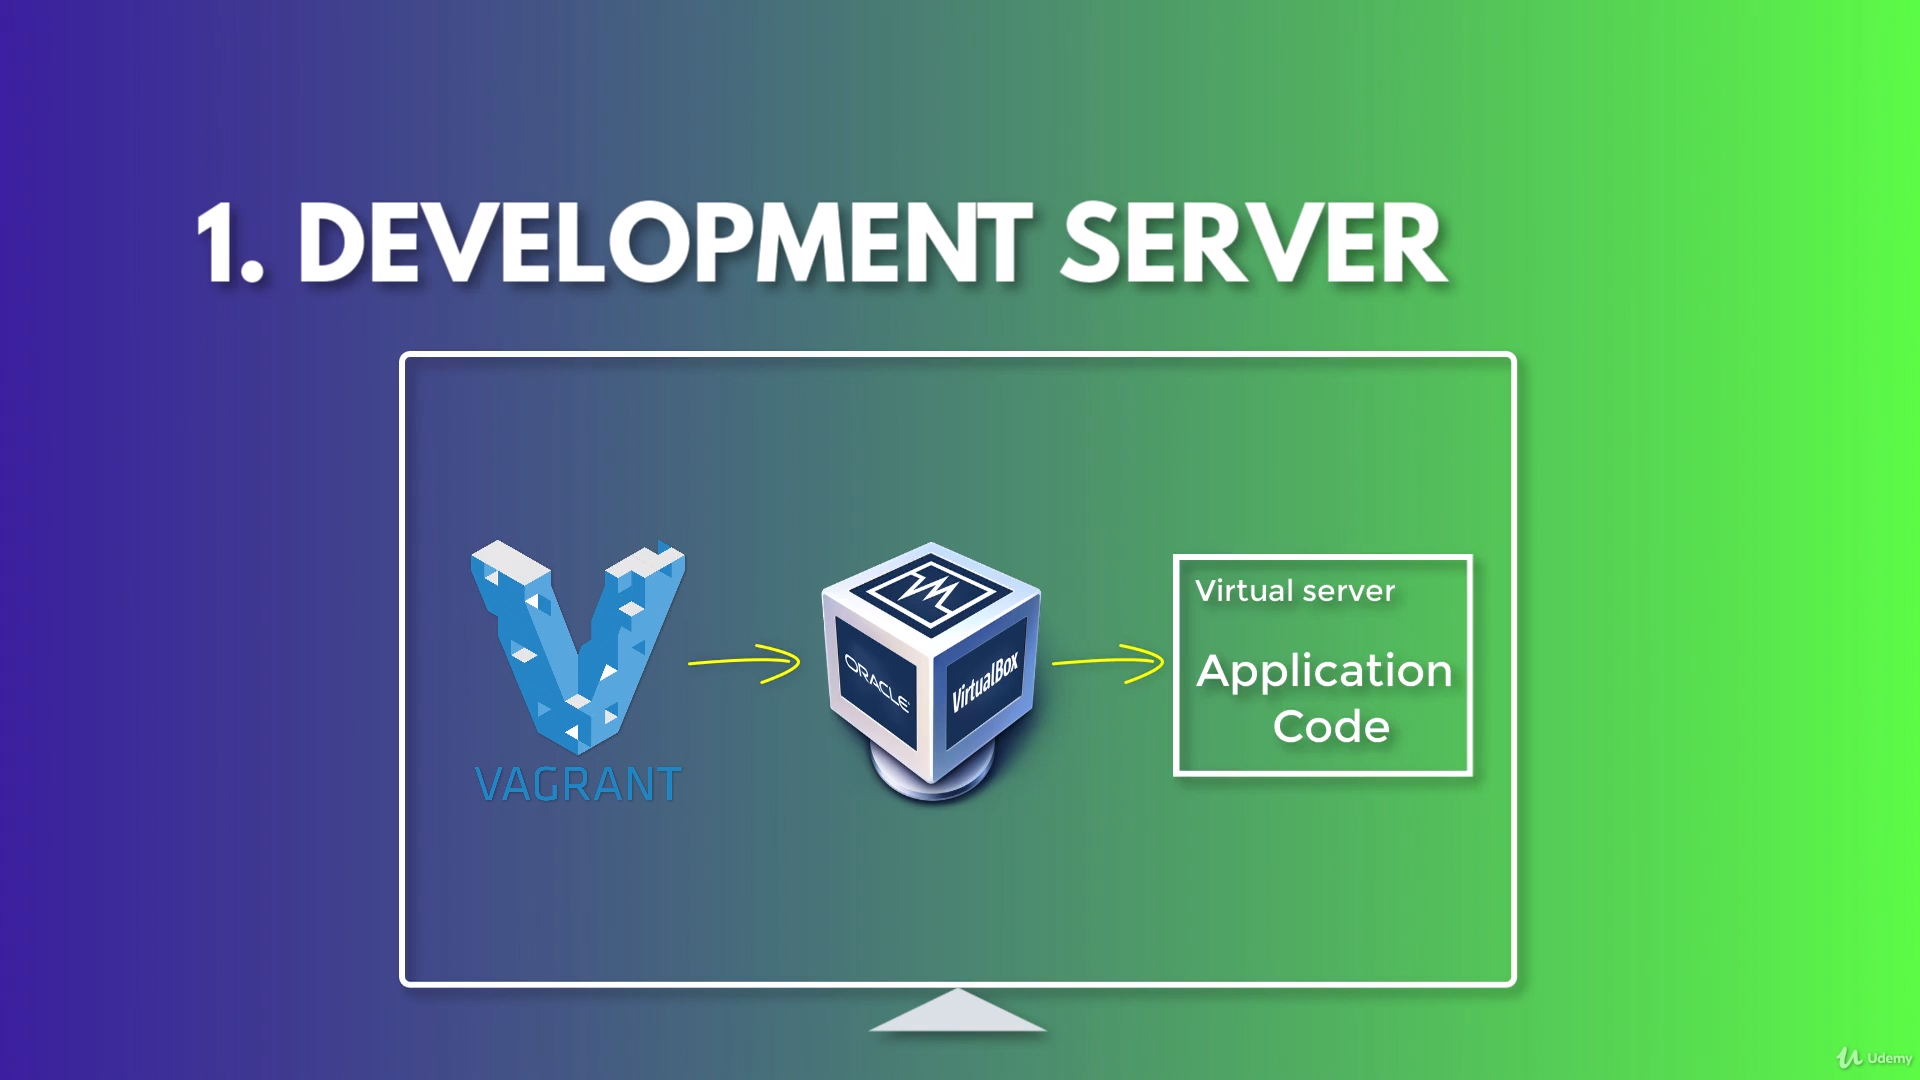 1. DEVELOPMENT SERVER
VAGRANT
ORACLE
VirtualBox
Virtual server
Application
Code
Udemy